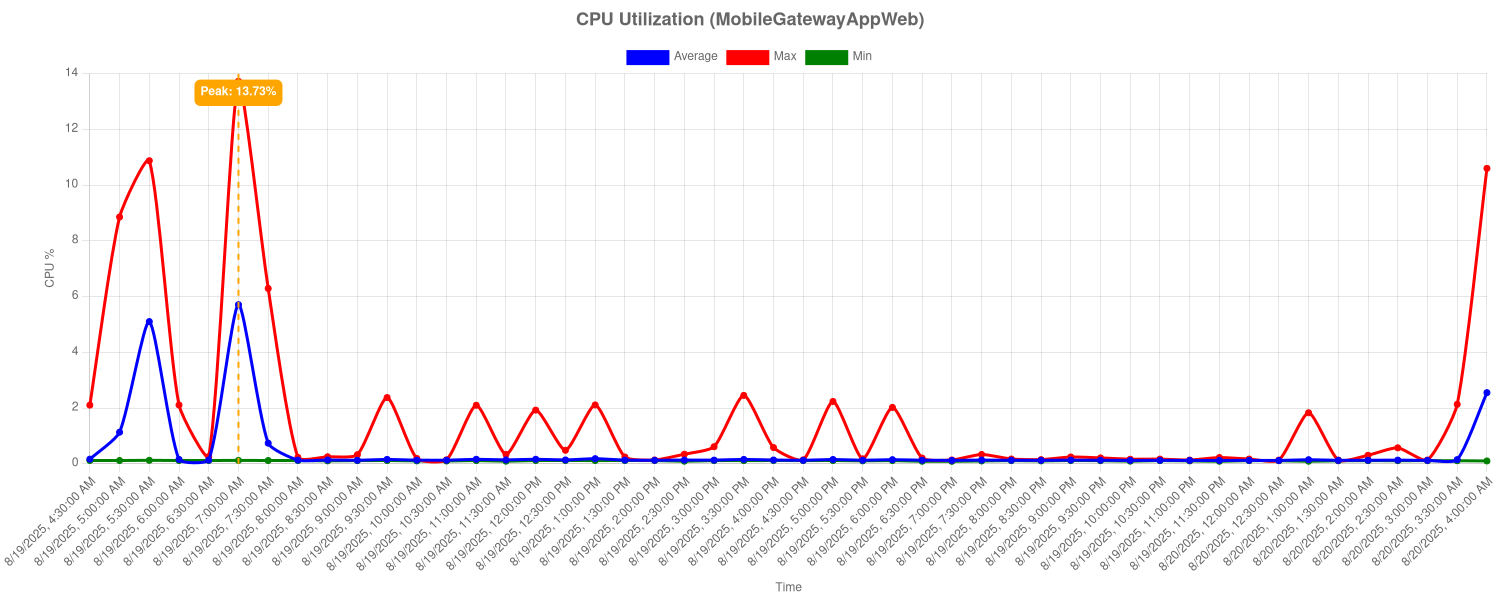 CPU Utilization (MobileGatewayAppWeb)
Average Max Min
14
Peak: 13.73%
12
10
8
6
4
2
0
CPU %
8/19/2025, 4:30:00 AM
8/19/2025, 5:00:00 AM
8/19/2025, 5:30:00 AM
8/19/2025, 6:00:00 AM
8/19/2025, 6:30:00 AM
8/19/2025, 7:00:00 AM
8/19/2025, 7:30:00 AM
8/19/2025, 8:00:00 AM
8/19/2025, 8:30:00 AM
8/19/2025, 9:00:00 AM
8/19/2025, 9:30:00 AM
8/19/2025, 10:00:00 AM
8/19/2025, 10:30:00 AM
8/19/2025, 11:00:00 AM
8/19/2025, 11:30:00 AM
8/19/2025, 12:00:00 PM
8/19/2025, 12:30:00 PM
8/19/2025, 1:00:00 PM
8/19/2025, 1:30:00 PM
8/19/2025, 2:00:00 PM
8/19/2025, 2:30:00 PM
8/19/2025, 3:00:00 PM
8/19/2025, 3:30:00 PM
8/19/2025, 4:00:00 PM
8/19/2025, 4:30:00 PM
8/19/2025, 5:00:00 PM
8/19/2025, 5:30:00 PM
8/19/2025, 6:00:00 PM
8/19/2025, 6:30:00 PM
8/19/2025, 7:00:00 PM
8/19/2025, 7:30:00 PM
8/19/2025, 8:00:00 PM
8/19/2025, 8:30:00 PM
8/19/2025, 9:00:00 PM
8/19/2025, 9:30:00 PM
8/19/2025, 10:00:00 PM
8/19/2025, 10:30:00 PM
8/19/2025, 11:00:00 PM
8/19/2025, 11:30:00 PM
8/20/2025, 12:00:00 AM
8/20/2025, 12:30:00 AM
8/20/2025, 1:00:00 AM
8/20/2025, 1:30:00 AM
8/20/2025, 2:00:00 AM
8/20/2025, 2:30:00 AM
8/20/2025, 3:00:00 AM
8/20/2025, 3:30:00 AM
8/20/2025, 4:00:00 AM
Time